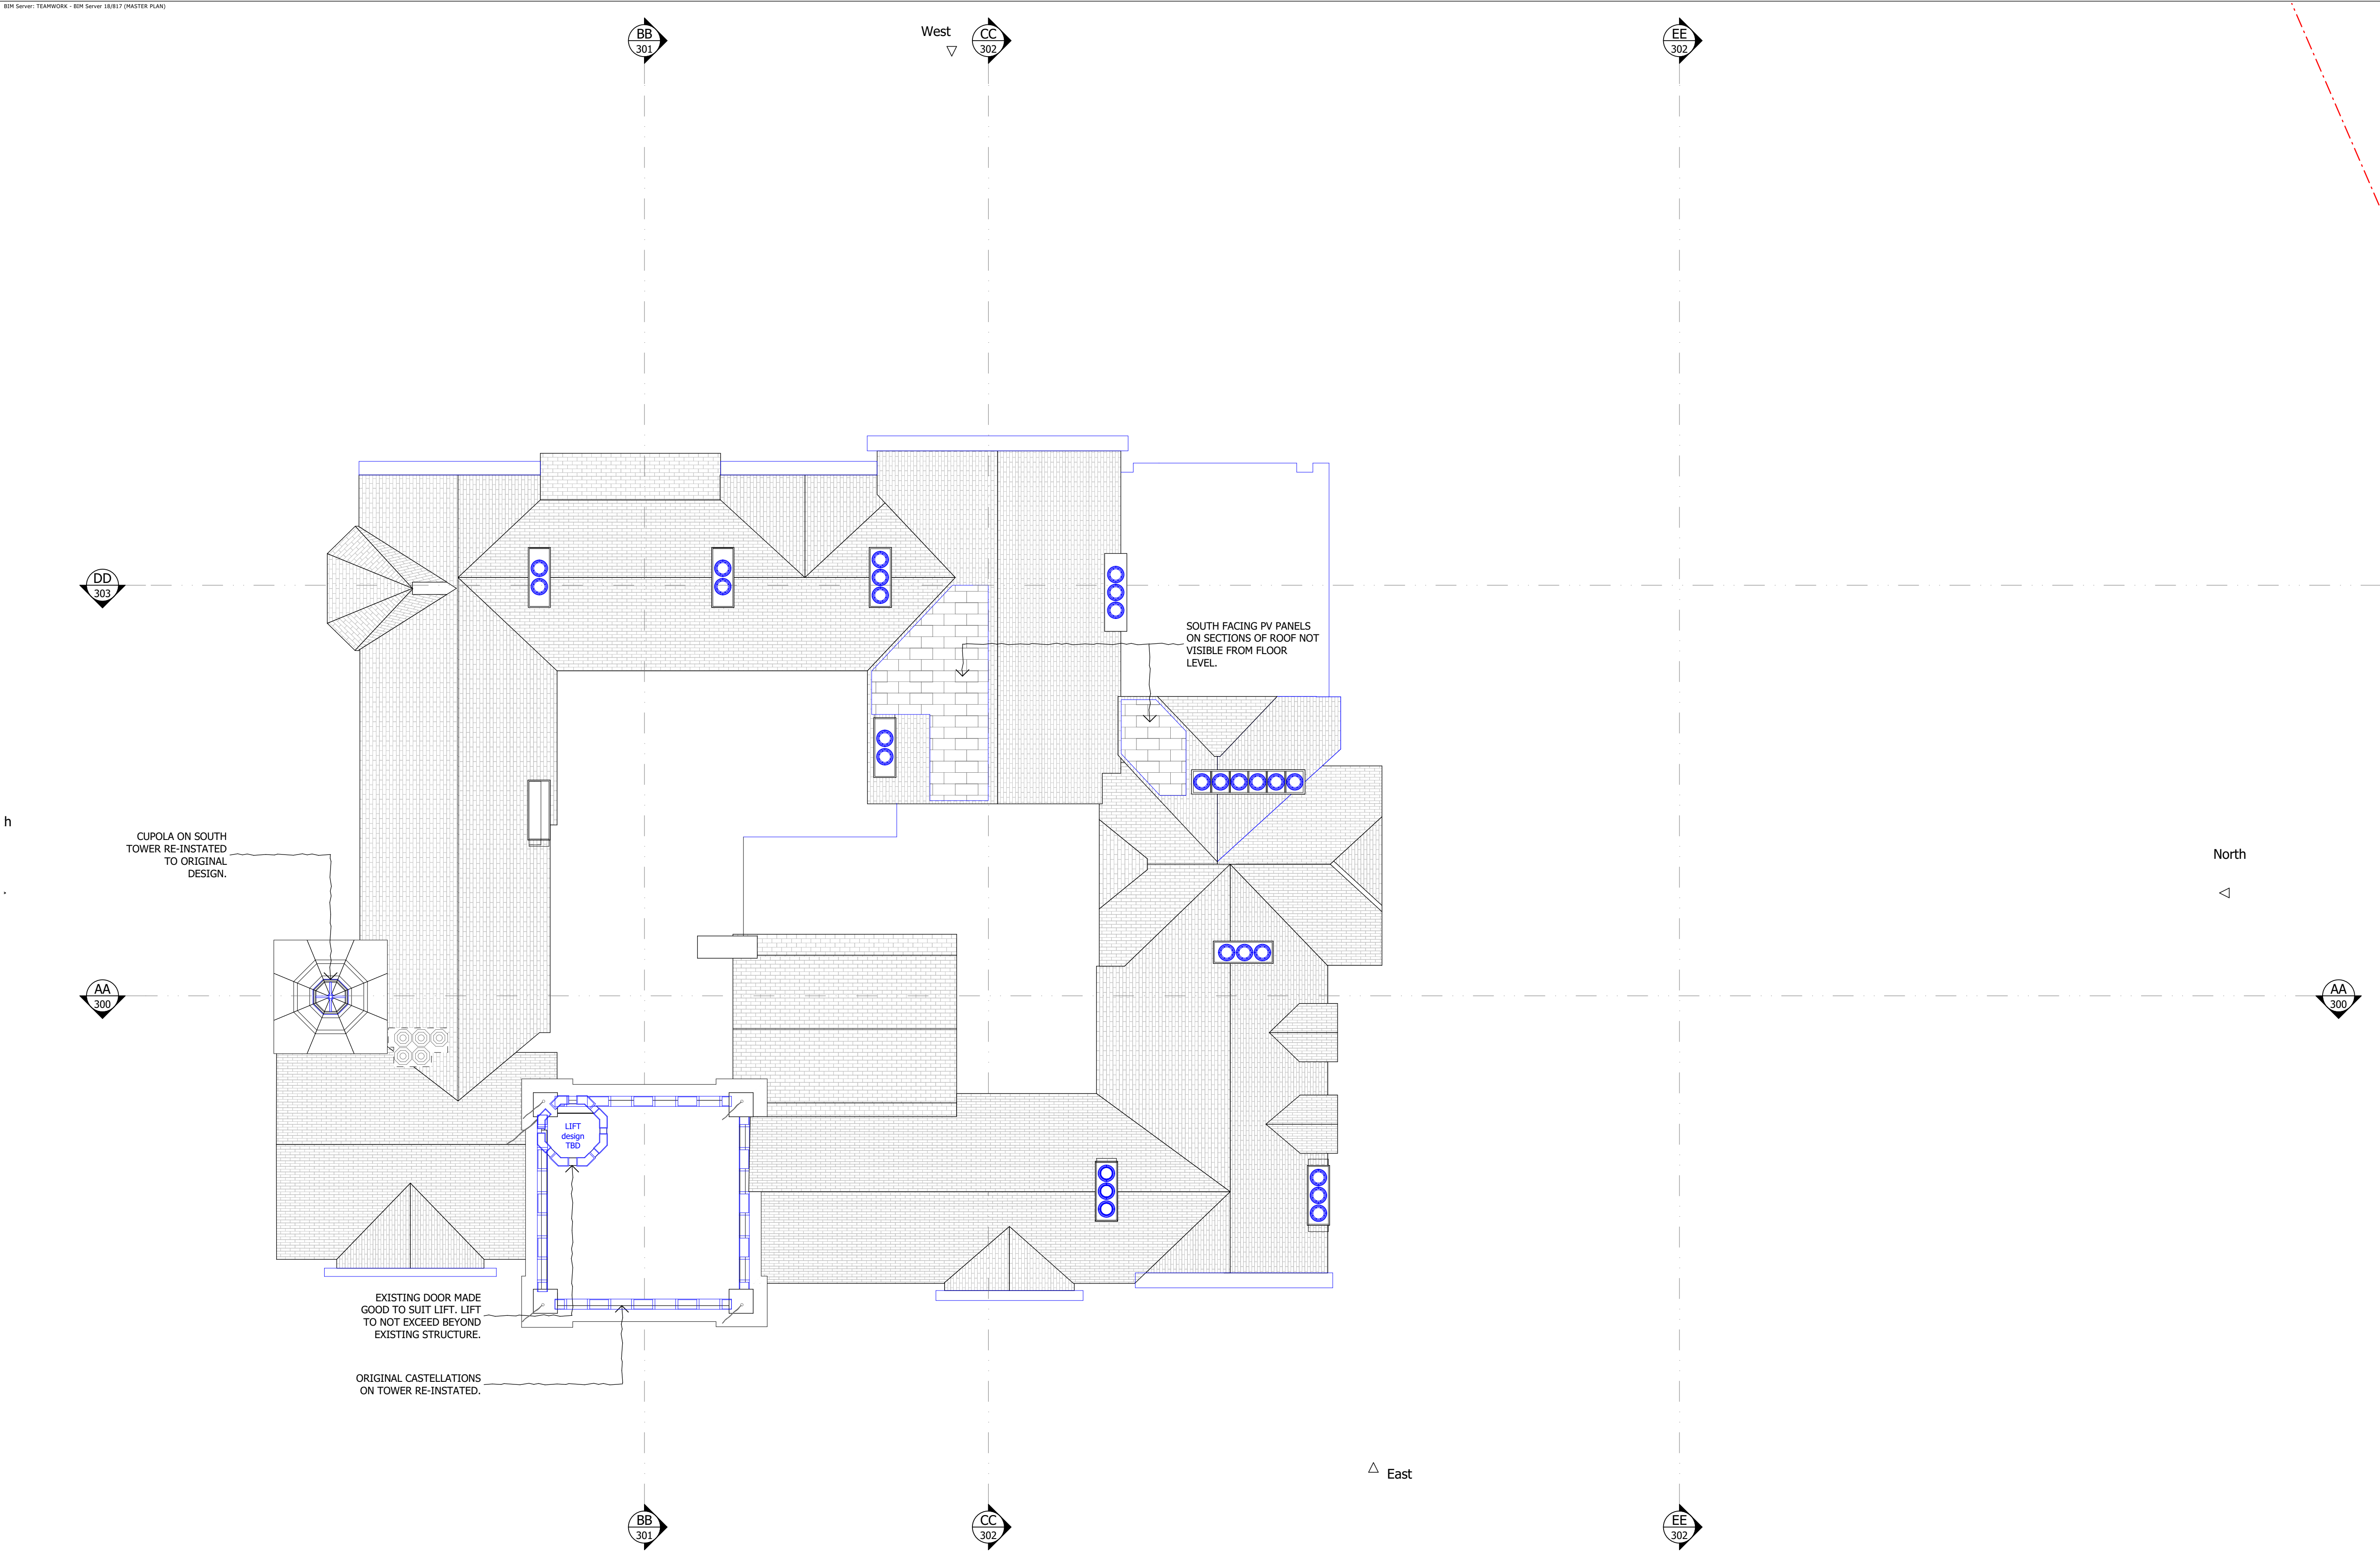 BIM Server: TEAMWORK - BIM Server 18/817 (MASTER PLAN)
BB
301
West
CC
302
EE
302
DD
303
SOUTH FACING PV PANELS
ON SECTIONS OF ROOF NOT
VISIBLE FROM FLOOR
LEVEL.
h
CUPOLA ON SOUTH
TOWER RE-INSTATED
TO ORIGINAL
DESIGN.
North
AA
300
AA
300
LIFT
design
TBD
EXISTING DOOR MADE
GOOD TO SUIT LIFT. LIFT
TO NOT EXCEED BEYOND
EXISTING STRUCTURE.
ORIGINAL CASTELLATIONS
ON TOWER RE-INSTATED.
East
BB
301
CC
302
EE
302